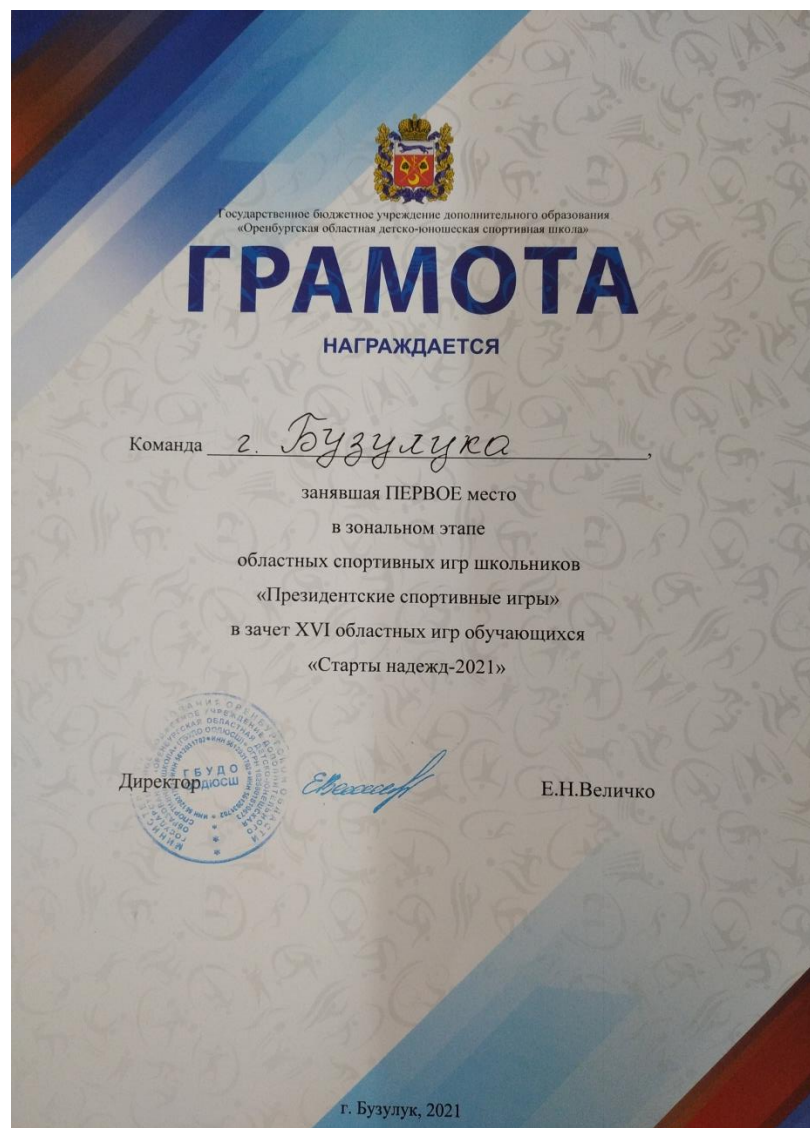 Государственное бюджетное учреждение дополнительного образования
«Оренбургская областная детско-юношеская спортивная школа»
ГРАМОТА
НАГРАЖДАЕТСЯ
Команда г. Бузулука,
занявшая ПЕРВОЕ место
в зональном этапе
областных спортивных игр школьников
«Президентские спортивные игры»
в зачет XVI областных игр обучающихся
«Старты надежд-2021»
ГБУДО
ООДЮСШ
Директор Е.Н.Величко
г. Бузулук, 2021